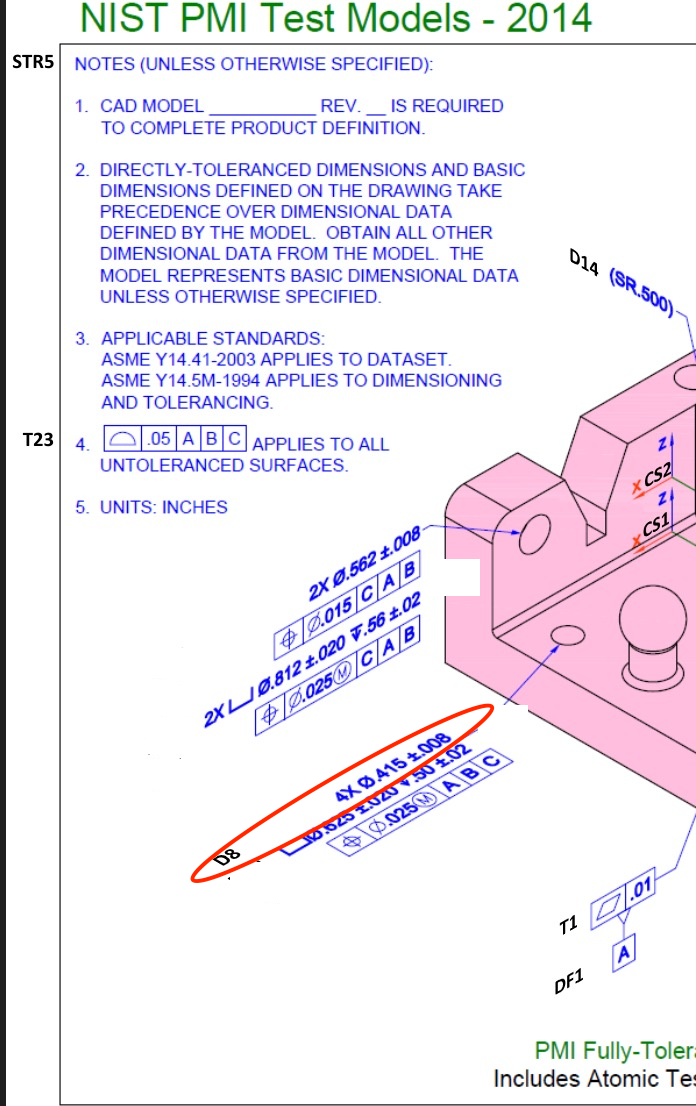 NIST PMI Test Models - 2014
STR5
NOTES (UNLESS OTHERWISE SPECIFIED):
1. CAD MODEL __________ REV. __ IS REQUIRED
TO COMPLETE PRODUCT DEFINITION.
2. DIRECTLY-TOLERANCED DIMENSIONS AND BASIC
DIMENSIONS DEFINED ON THE DRAWING TAKE
PRECEDENCE OVER DIMENSIONAL DATA
DEFINED BY THE MODEL. OBTAIN ALL OTHER
DIMENSIONAL DATA FROM THE MODEL. THE
MODEL REPRESENTS BASIC DIMENSIONAL DATA
UNLESS OTHERWISE SPECIFIED.
3. APPLICABLE STANDARDS:
ASME Y14.41-2003 APPLIES TO DATASET.
ASME Y14.5M-1994 APPLIES TO DIMENSIONING
AND TOLERANCING.
T23
4. ⌓ .05 A B C APPLIES TO ALL
UNTOLERANCED SURFACES.
5. UNITS: INCHES
D14 (SR.500)
Z
X CS2
Z
X CS1
2X Ø.562 ±.008
⌖ Ø.015 C A B
2X ⌴ Ø.812 ±.020 ↧.56 ±.02
⌖ Ø.025Ⓜ C A B
4X Ø.415 ±.008
⌴ Ø.625 ±.020 ↧.50 ±.02
⌖ Ø.025Ⓜ A B C
D8
T1 ⏥ .01
DF1 A
PMI Fully-Toler
Includes Atomic Tes